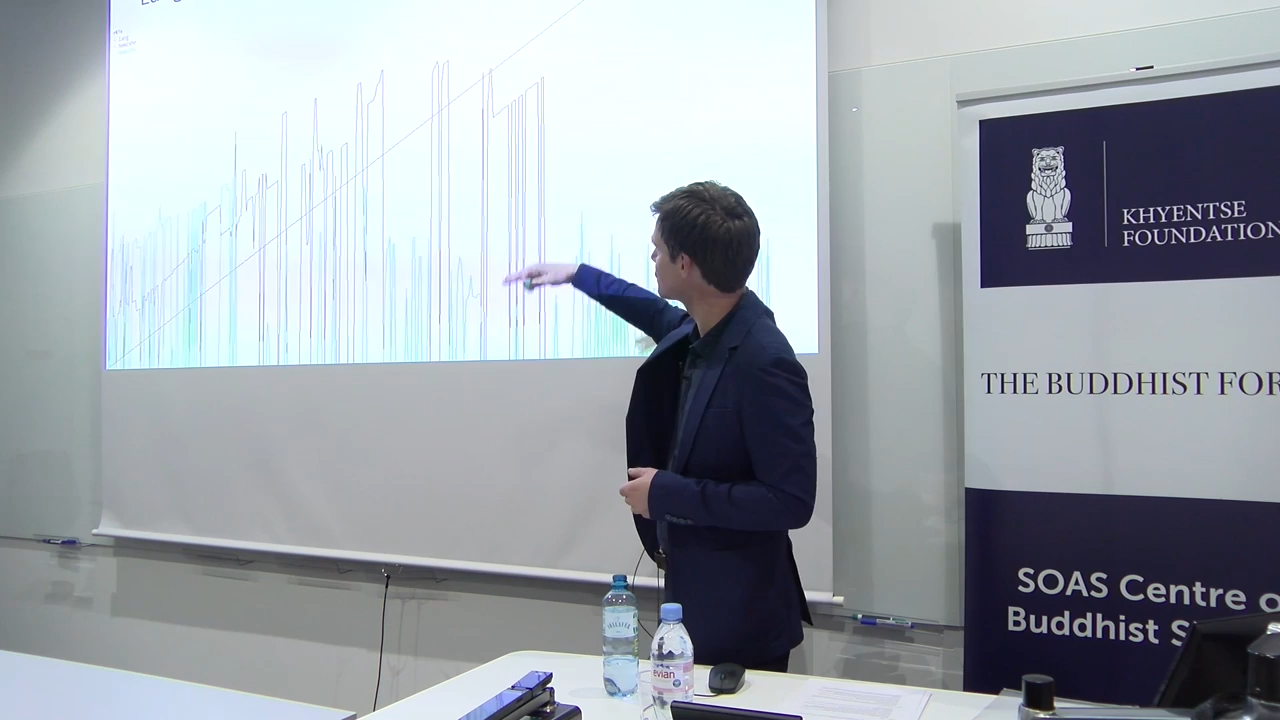 KHYENTSE
FOUNDATION
THE BUDDHIST FOR
SOAS Centre o
Buddhist S
evian